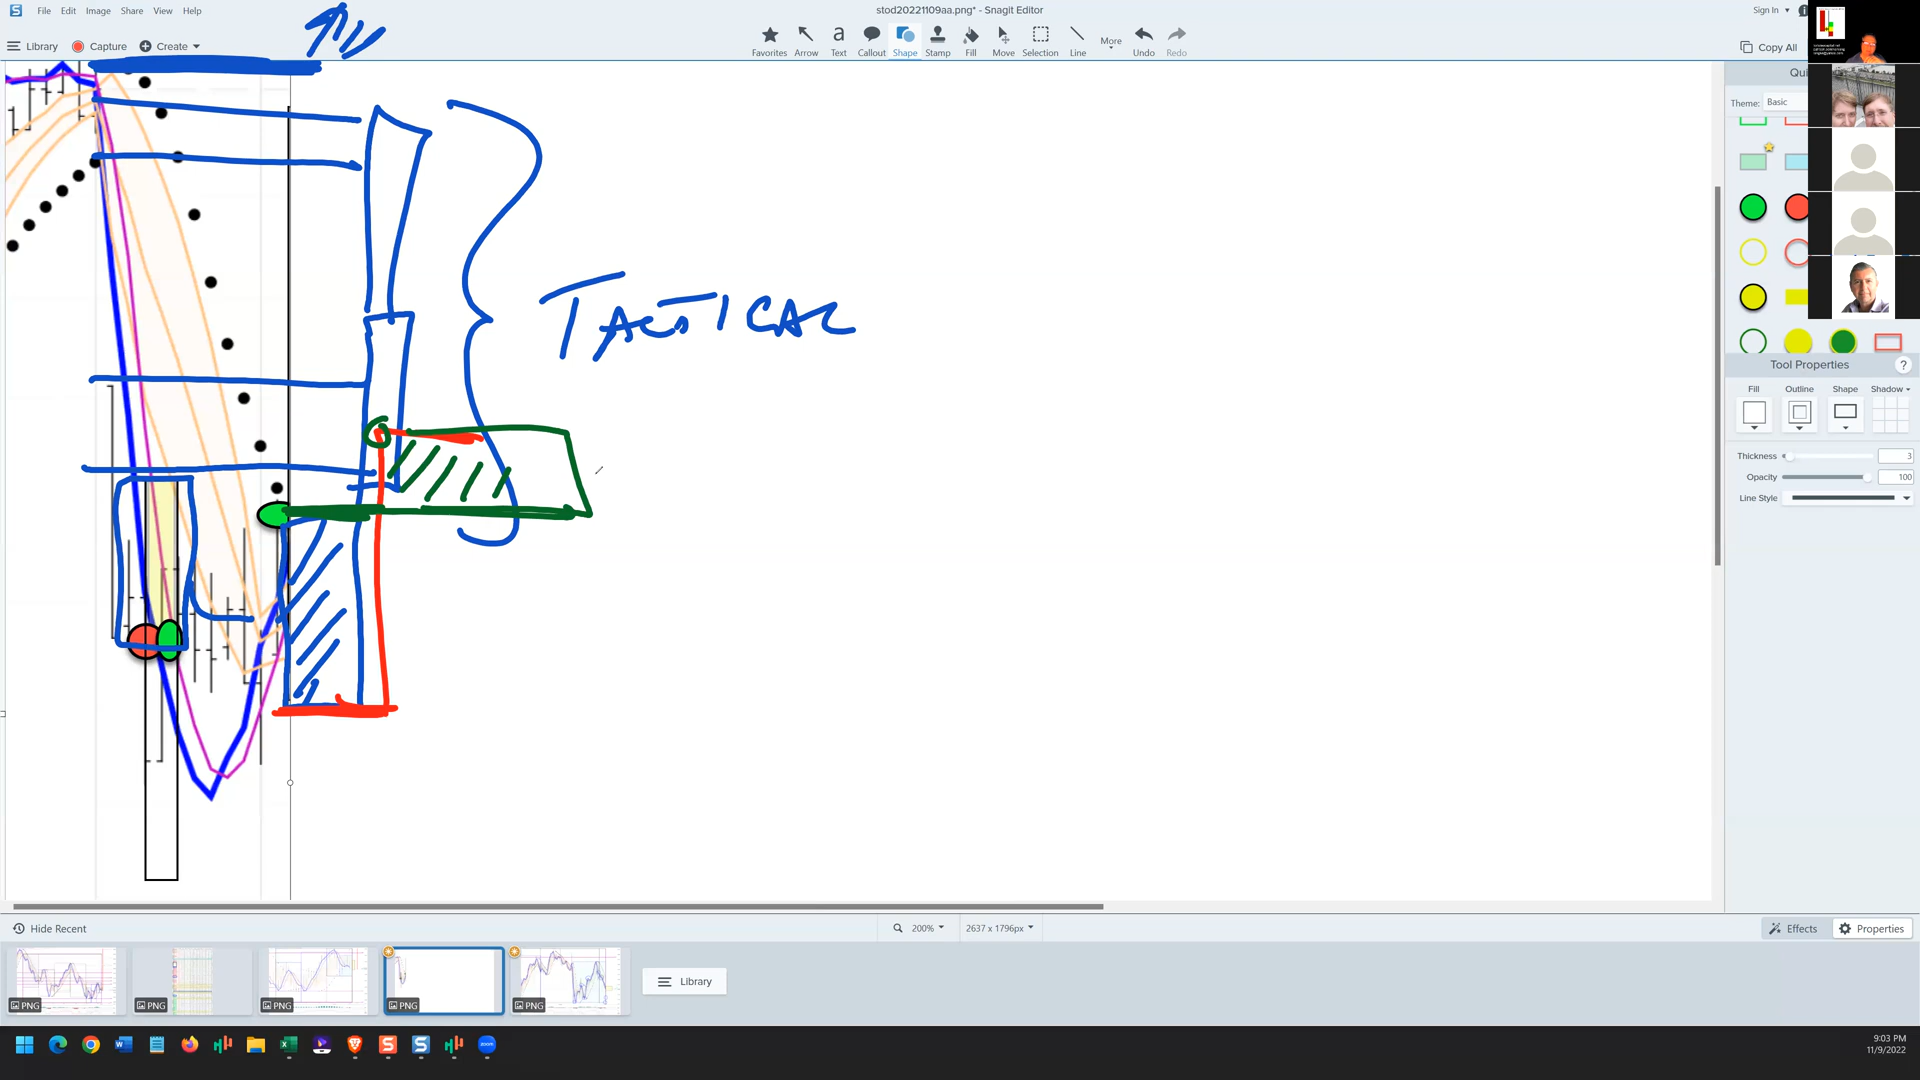 File Edit Image Share View Help
stod20221109aa.png* - Snagit Editor
Sign In
Library Capture Create
Favorites Arrow Text Callout Shape Stamp Fill Move Selection Line More Undo Redo
Copy All
Qui
Theme: Basic
TACTICAL
Tool Properties ?
Fill Outline Shape Shadow
Thickness 3
Opacity 100
Line Style
Hide Recent
200% 2637 x 1796px
Effects Properties
PNG PNG PNG PNG PNG
Library
9:03 PM
11/9/2022